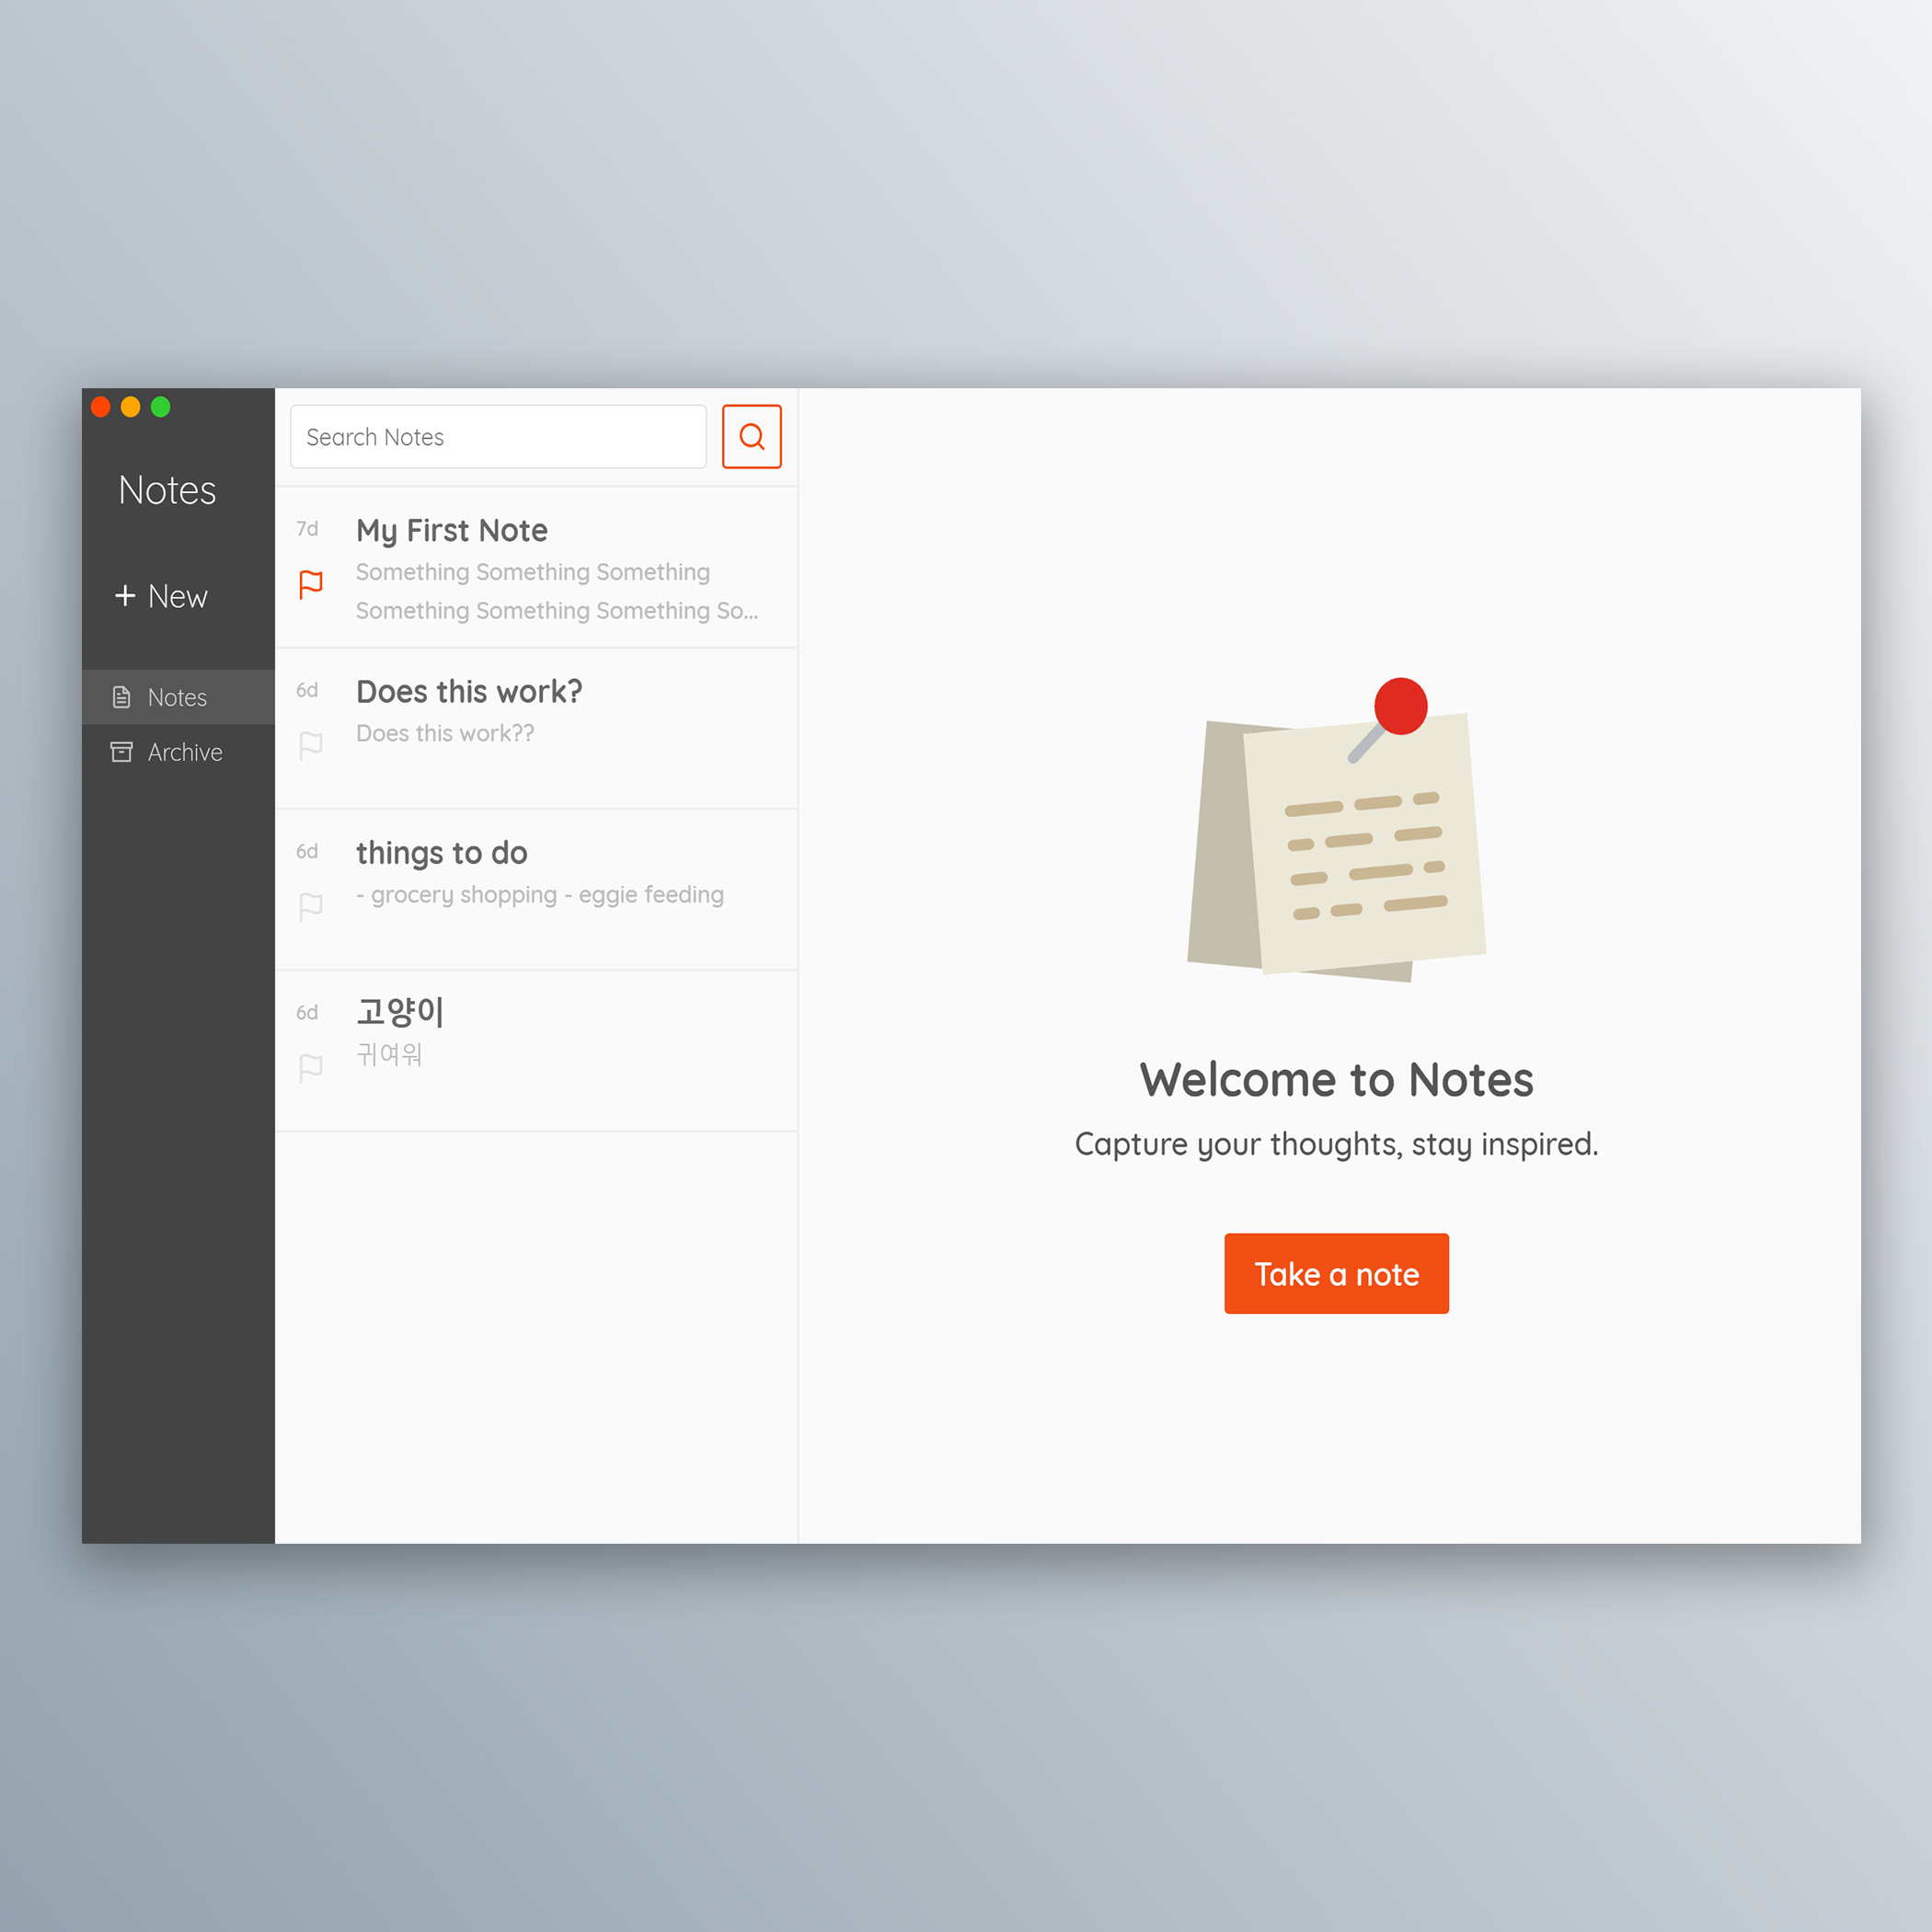 Notes
+ New
Notes
Archive
Search Notes
7d
My First Note
Something Something Something
Something Something Something So...
6d
Does this work?
Does this work??
6d
things to do
- grocery shopping - eggie feeding
6d
고양이
귀여워
Welcome to Notes
Capture your thoughts, stay inspired.
Take a note